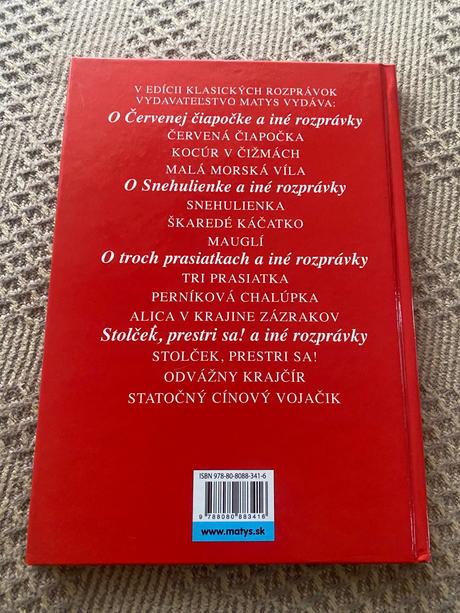 V EDÍCII KLASICKÝCH ROZPRÁVOK
VYDAVATEĽSTVO MATYS VYDÁVA:
O Červenej čiapočke a iné rozprávky
ČERVENÁ ČIAPOČKA
KOCÚR V ČIŽMÁCH
MALÁ MORSKÁ VÍLA
O Snehulienke a iné rozprávky
SNEHULIENKA
ŠKAREDÉ KÁČATKO
MAUGLÍ
O troch prasiatkach a iné rozprávky
TRI PRASIATKA
PERNÍKOVÁ CHALÚPKA
ALICA V KRAJINE ZÁZRAKOV
Stolček, prestri sa! a iné rozprávky
STOLČEK, PRESTRI SA!
ODVÁŽNY KRAJČÍR
STATOČNÝ CÍNOVÝ VOJAČIK
ISBN 978-80-8088-341-6
9 788080 883416
www.matys.sk